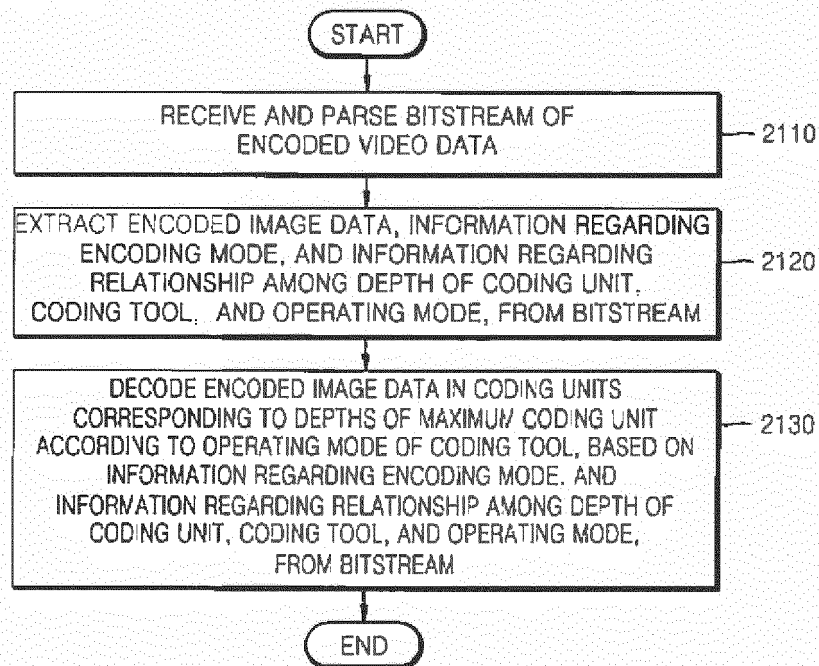 START
RECEIVE AND PARSE BITSTREAM OF
ENCODED VIDEO DATA
2110
EXTRACT ENCODED IMAGE DATA, INFORMATION REGARDING
ENCODING MODE, AND INFORMATION REGARDING
RELATIONSHIP AMONG DEPTH OF CODING UNIT,
CODING TOOL, AND OPERATING MODE, FROM BITSTREAM
2120
DECODE ENCODED IMAGE DATA IN CODING UNITS
CORRESPONDING TO DEPTHS OF MAXIMUM CODING UNIT
ACCORDING TO OPERATING MODE OF CODING TOOL, BASED ON
INFORMATION REGARDING ENCODING MODE, AND
INFORMATION REGARDING RELATIONSHIP AMONG DEPTH OF
CODING UNIT, CODING TOOL, AND OPERATING MODE,
FROM BITSTREAM
2130
END